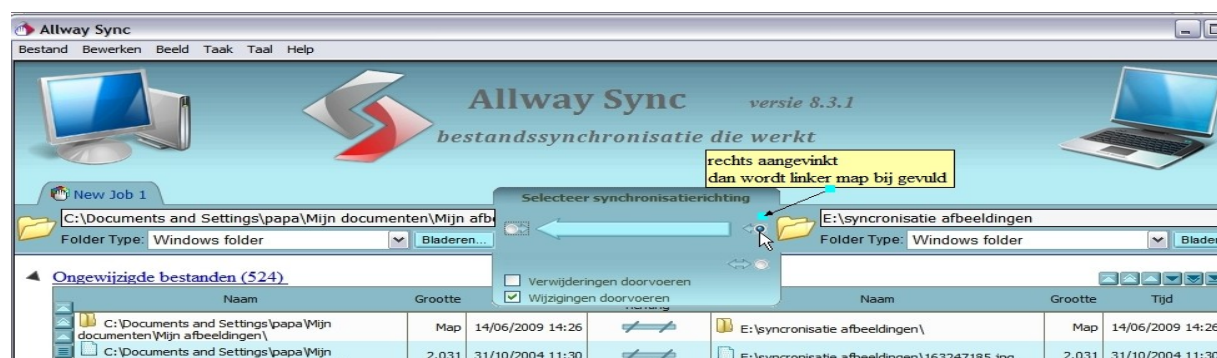 Allway Sync
Bestand Bewerken Beeld Taak Taal Help
Allway Sync versie 8.3.1
bestandssynchronisatie die werkt
rechts aangevinkt
dan wordt linker map bij gevuld
New Job 1
Selecteer synchronisatierichting
C:\Documents and Settings\papa\Mijn documenten\Mijn afb
E:\syncronisatie afbeeldingen
Folder Type: Windows folder Bladeren...
Folder Type: Windows folder Blader
Ongewijzigde bestanden (524)
Verwijderingen doorvoeren
Wijzigingen doorvoeren
Naam Grootte Naam Grootte Tijd
C:\Documents and Settings\papa\Mijn
documenten\Mijn afbeeldingen\
Map 14/06/2009 14:26 E:\syncronisatie afbeeldingen\ Map 14/06/2009 14:26
C:\Documents and Settings\papa\Mijn
2.031 31/10/2004 11:30 E:\syncronisatie afbeeldingen\163247185.jpg 2.031 31/10/2004 11:30